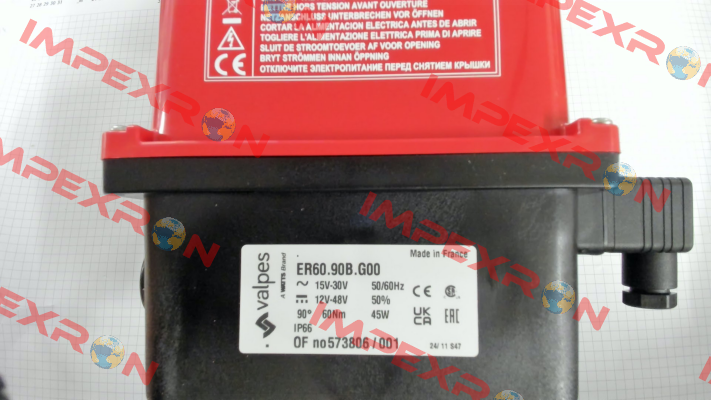 METTRE HORS TENSION AVANT OUVERTURE
NETZANSCHLUSS UNTERBRECHEN VOR ÖFFNEN
CORTAR LA ALIMENTACION ELECTRICA ANTES DE ABRIR
TOGLIERE L'ALIMENTAZIONE ELETTRICA PRIMA DI APRIRE
SLUIT DE STROOMTOEVOER AF VOOR OPENING
BRYT STRÖMMEN INNAN ÖPPNING
ОТКЛЮЧИТЕ ЭЛЕКТРОПИТАНИЕ ПЕРЕД СНЯТИЕМ КРЫШКИ
CE
IMPEXRON
IMPEXRON
IMPEXRON
IMPEXRON
IMPEXRON
valpes
A WATTS Brand
ER60.90B.G00
Made in France
15V-30V 50/60Hz
12V-48V 50%
90° 60Nm 45W
IP66
CE
UK CA
EAC
OF no573806/001
24/11 S47